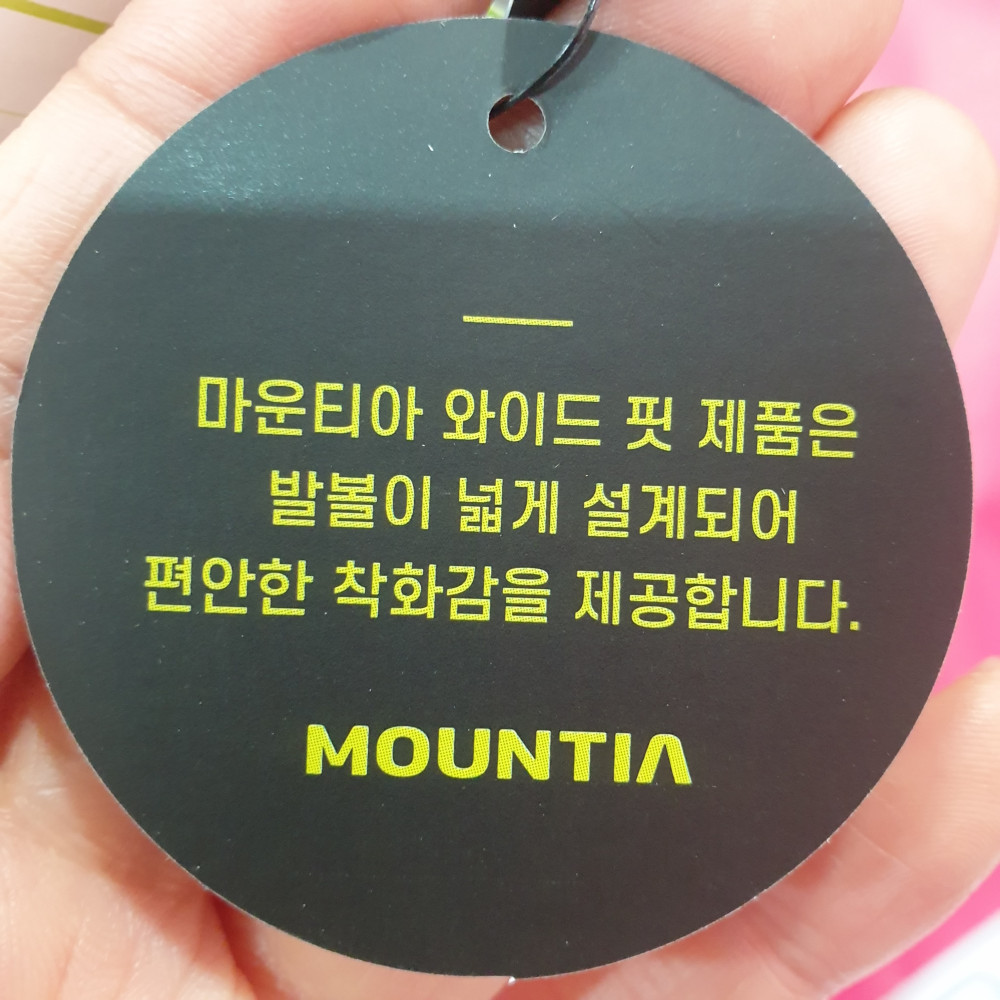 마운티아 와이드 핏 제품은
발볼이 넓게 설계되어
편안한 착화감을 제공합니다.
MOUNTIA